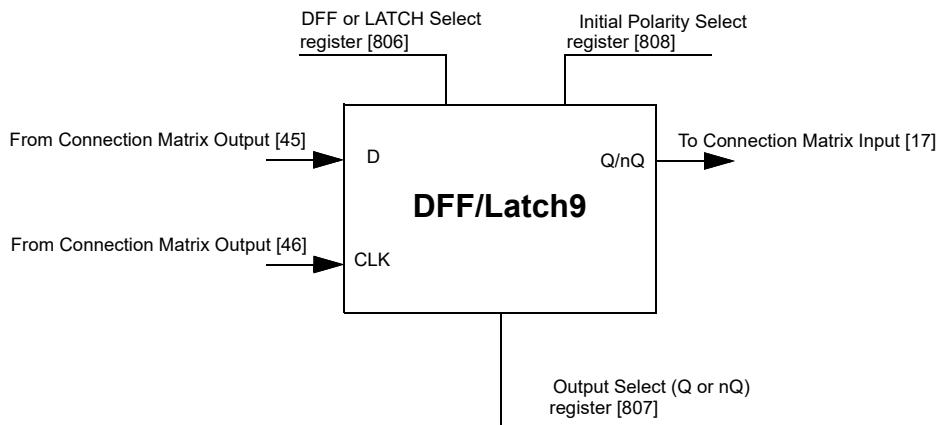 DFF or LATCH Select
register [806]
Initial Polarity Select
register [808]
From Connection Matrix Output [45]
D
Q/nQ
To Connection Matrix Input [17]
DFF/Latch9
From Connection Matrix Output [46]
CLK
Output Select (Q or nQ)
register [807]